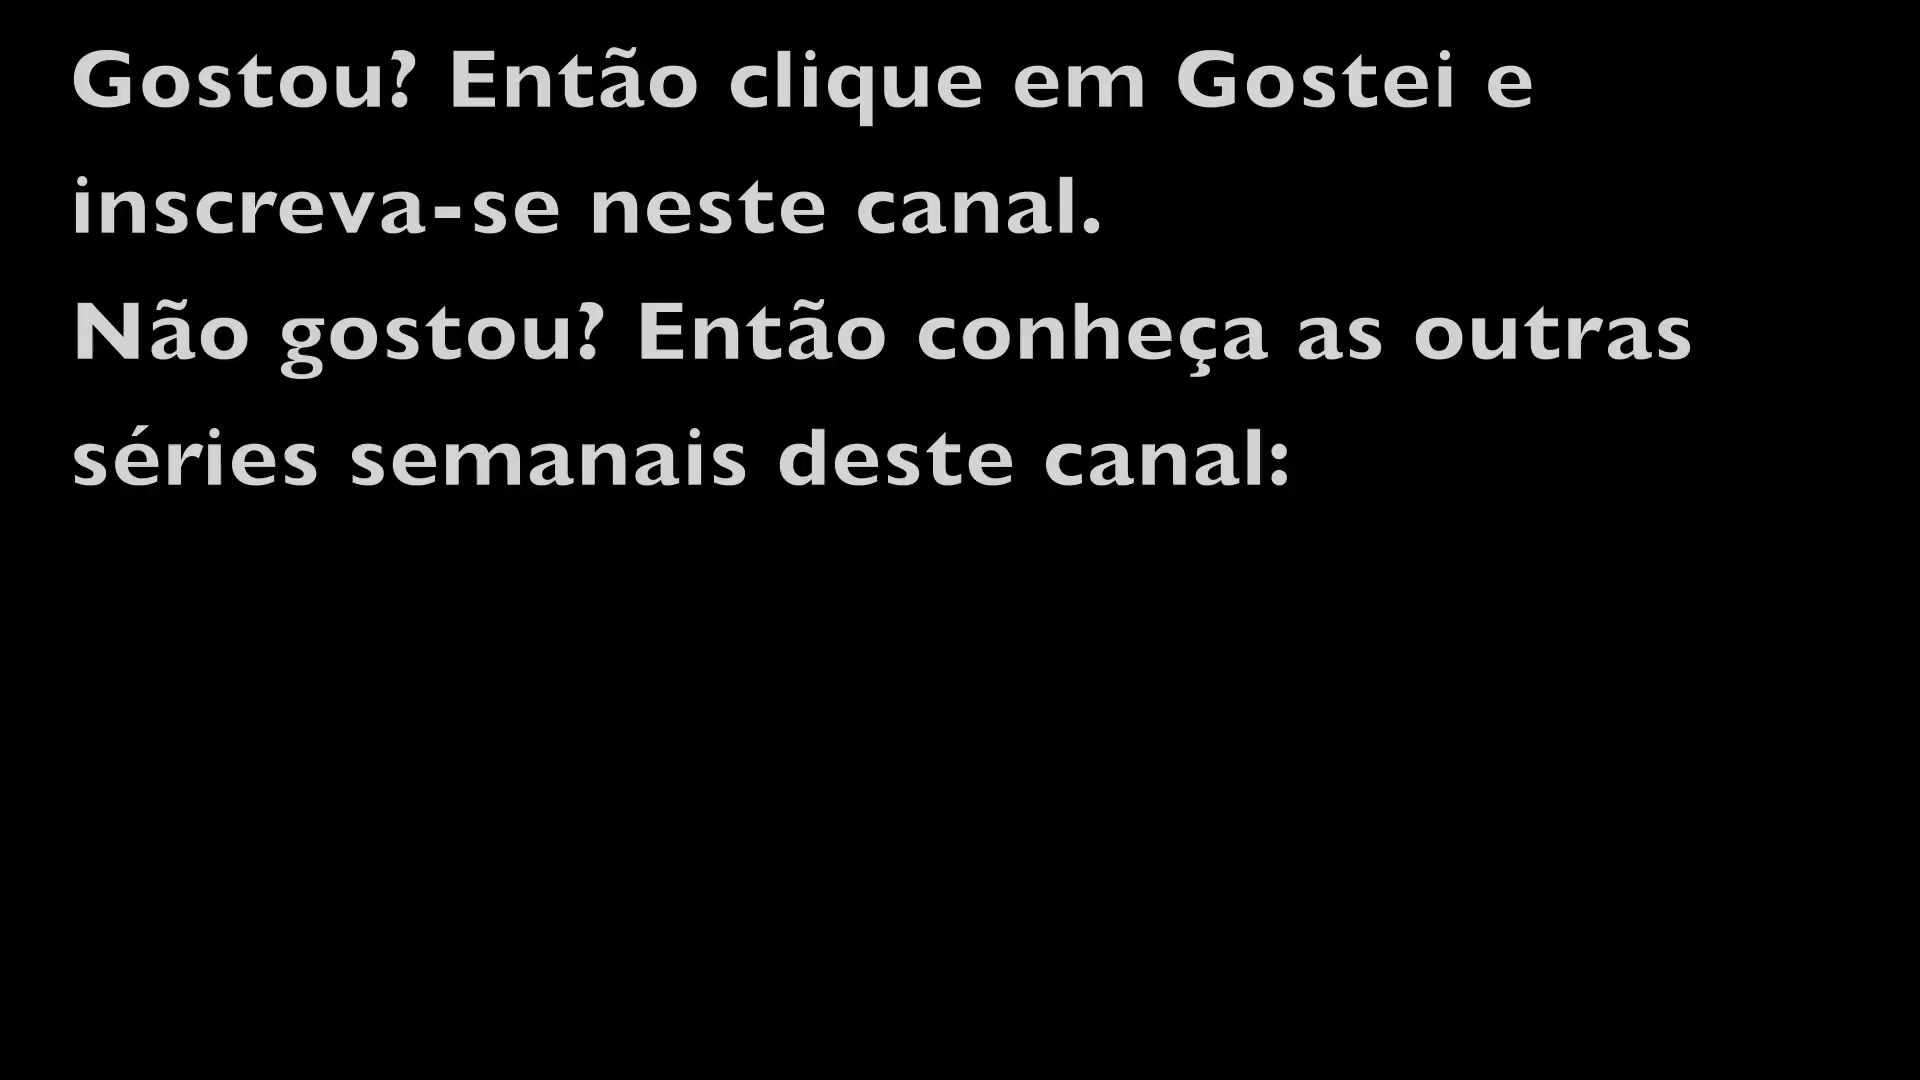 Gostou? Então clique em Gostei e
inscreva-se neste canal.
Não gostou? Então conheça as outras
séries semanais deste canal: